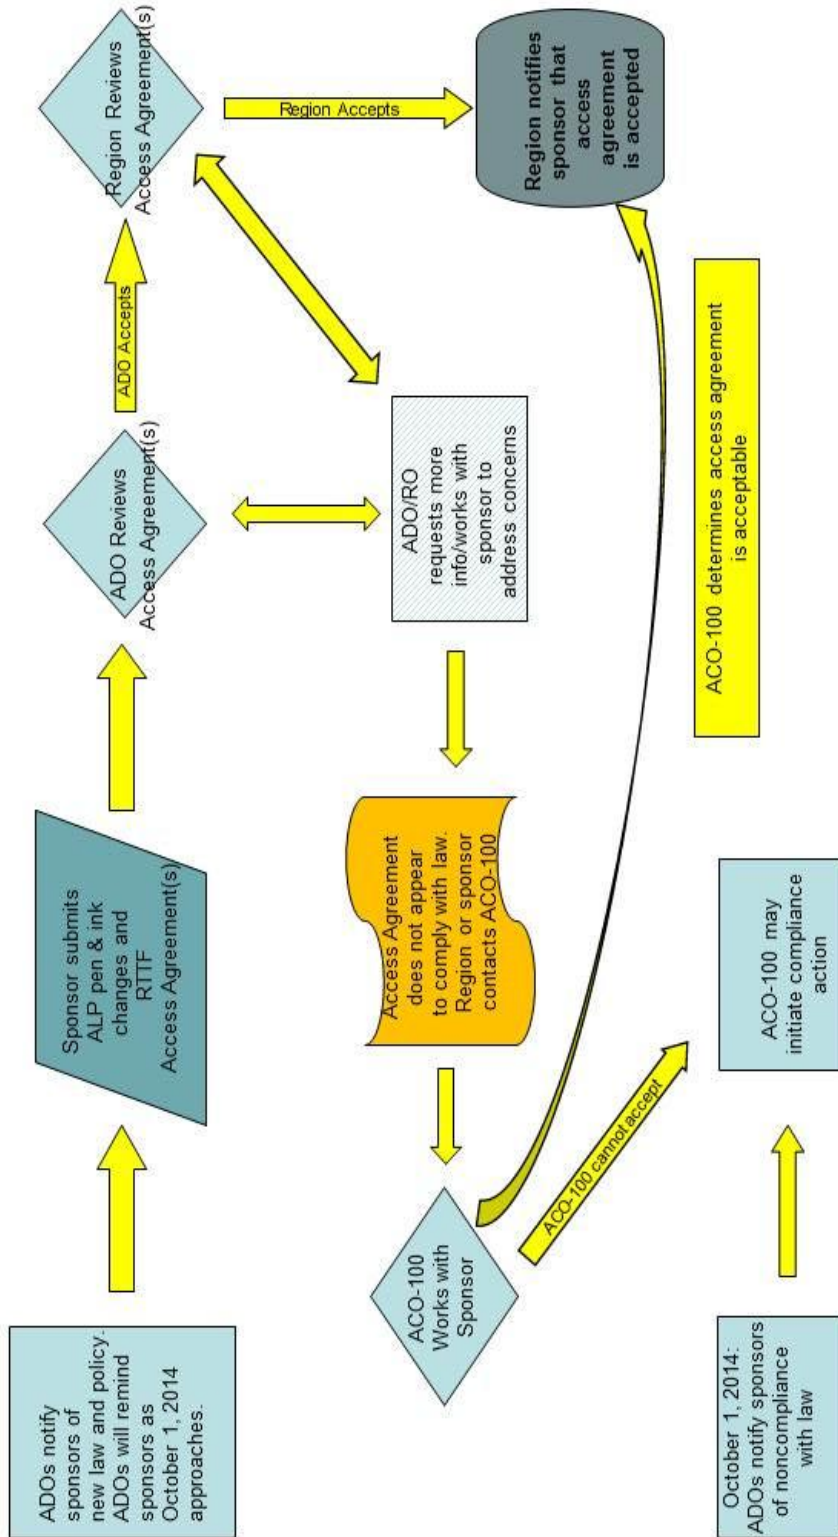 ADOs notify
sponsors of
new law and policy.
ADOs will remind
sponsors as
October 1, 2014
approaches.
Sponsor submits
ALP pen & ink
changes and
RTTF
Access Agreement(s)
ADO Reviews
Access Agreement(s)
ADO Accepts
Region Reviews
Access Agreement(s)
Region Accepts
ACO-100
Works with
Sponsor
Access Agreement
does not appear
to comply with law.
Region or sponsor
contacts ACO-100
ADO/RO
requests more
info/works with
sponsor to
address concerns
Region notifies
sponsor that
access
agreement
is accepted
ACO-100 cannot accept
October 1, 2014:
ADOs notify sponsors
of noncompliance
with law
ACO-100 may
initiate compliance
action
ACO-100 determines access agreement
is acceptable